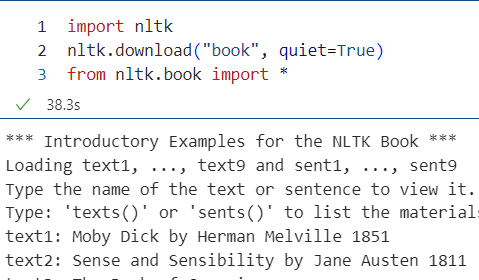 1 import nltk
2 nltk.download("book", quiet=True)
3 from nltk.book import *
✓ 38.3s
*** Introductory Examples for the NLTK Book ***
Loading text1, ..., text9 and sent1, ..., sent9
Type the name of the text or sentence to view it.
Type: 'texts()' or 'sents()' to list the materials
text1: Moby Dick by Herman Melville 1851
text2: Sense and Sensibility by Jane Austen 1811